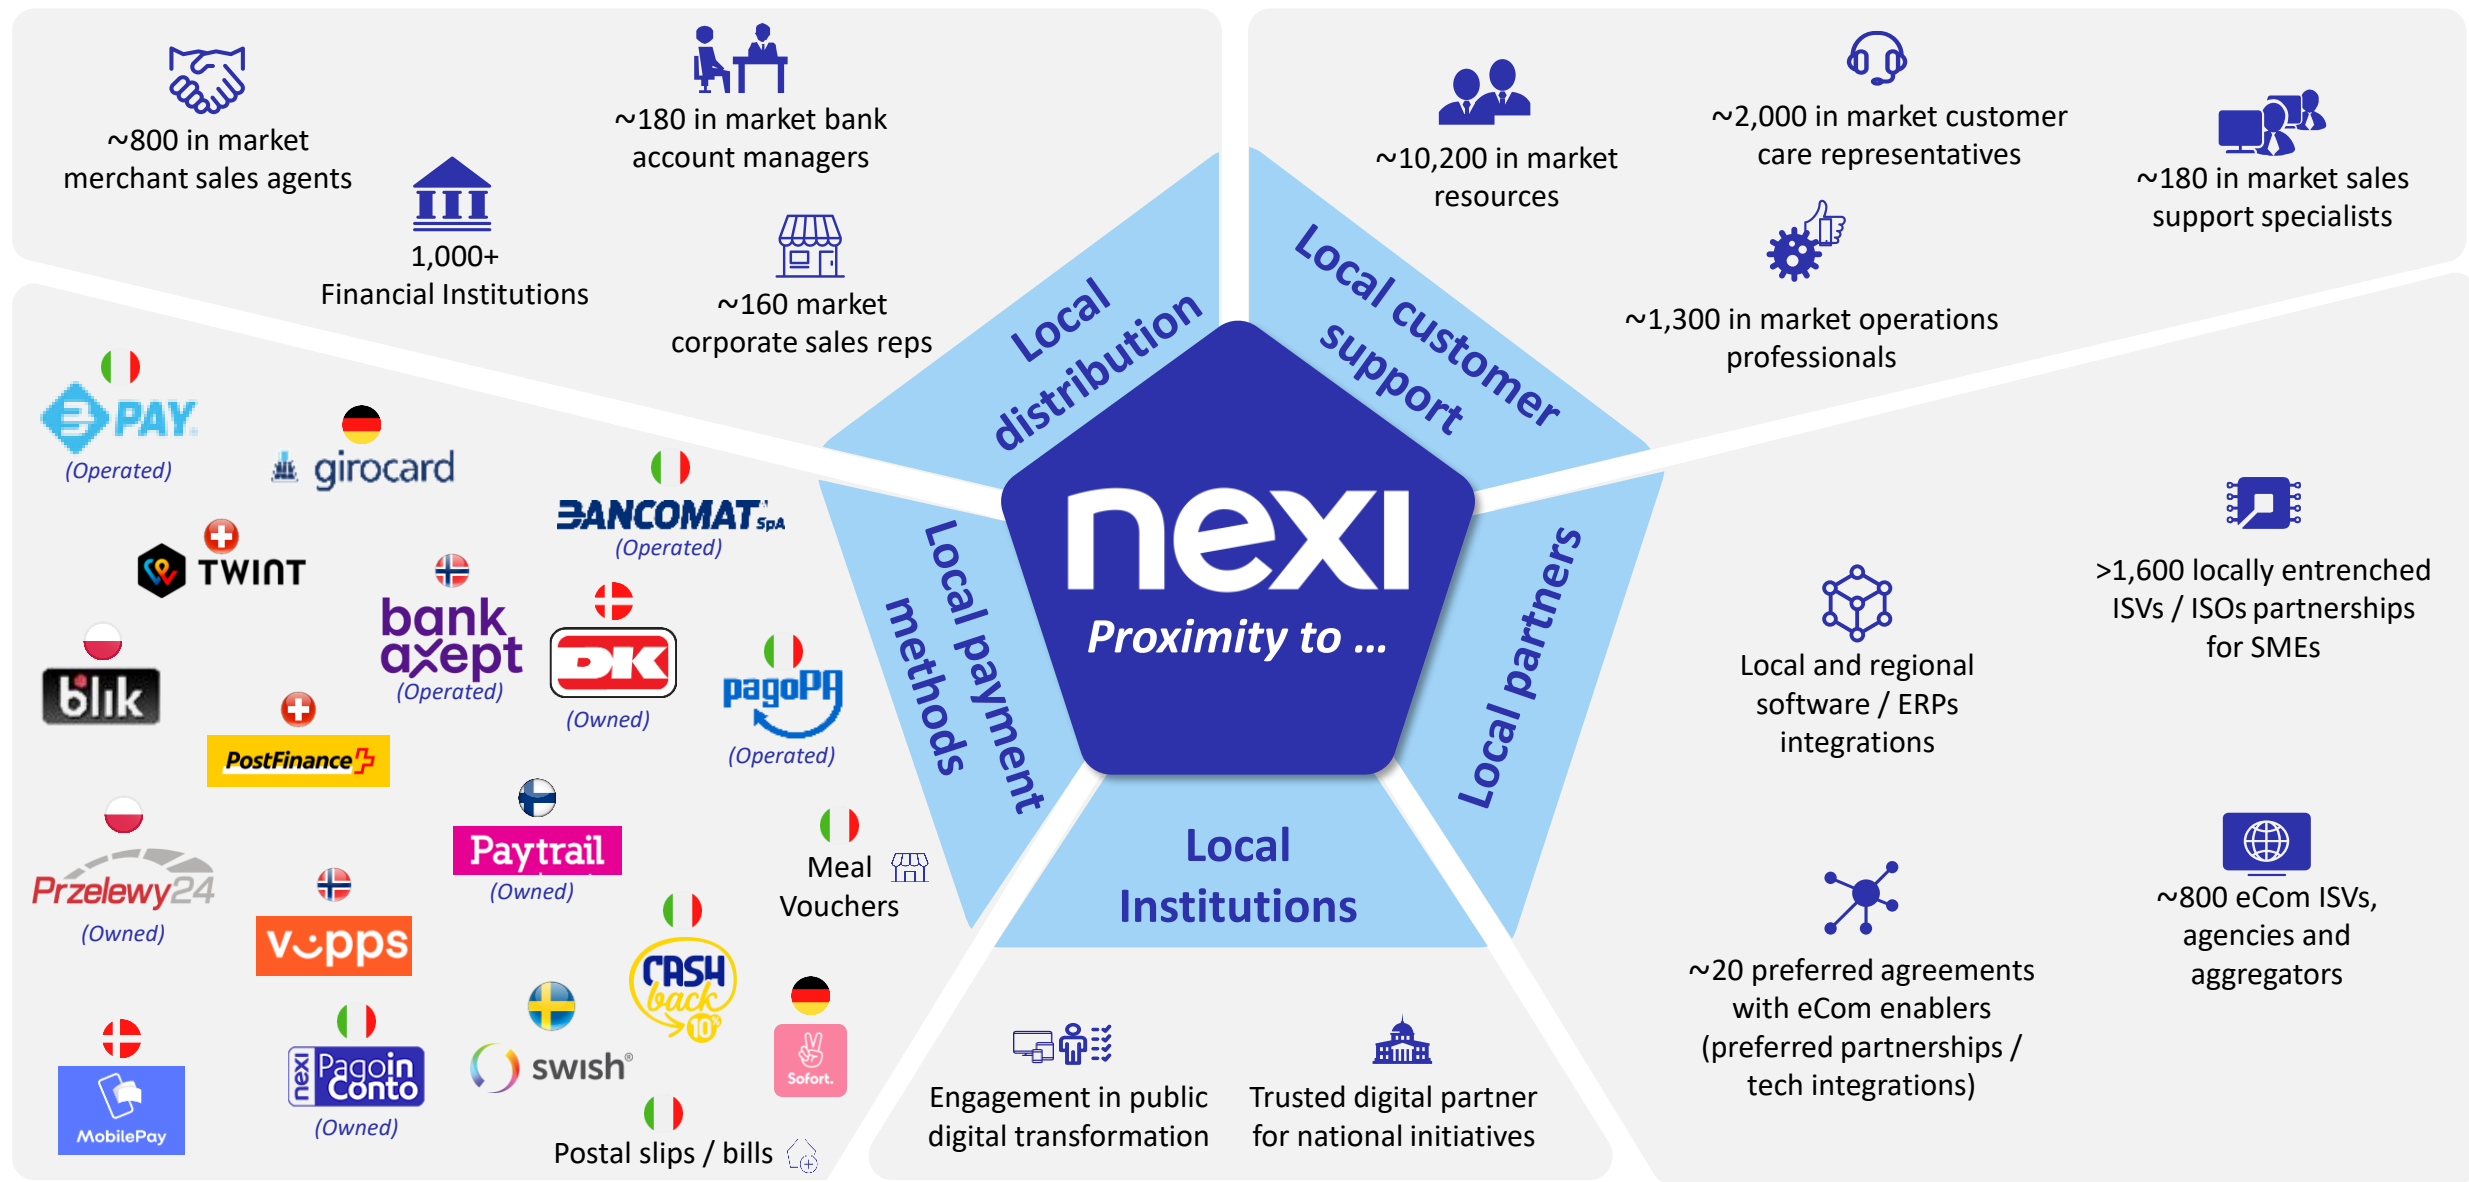 ~800 in market
merchant sales agents
1,000+
Financial Institutions
~180 in market bank
account managers
~160 market
corporate sales reps
Local
distribution
~10,200 in market
resources
~2,000 in market customer
care representatives
~180 in market sales
support specialists
~1,300 in market operations
professionals
Local customer
support
nexi
Proximity to ...
PAY
(Operated)
girocard
BANCOMAT SpA
(Operated)
TWINT
bank
axept
(Operated)
DK
(Owned)
pagoPA
(Operated)
blik
PostFinance
Paytrail
(Owned)
Przelewy24
(Owned)
vipps
Meal
Vouchers
CASH
back
10%
Sofort.
MobilePay
nexi
Pagoin
Conto
(Owned)
swish®
Postal slips / bills
Local payment
methods
Local
Institutions
Engagement in public
digital transformation
Trusted digital partner
for national initiatives
Local partners
Local and regional
software / ERPs
integrations
>1,600 locally entrenched
ISVs / ISOs partnerships
for SMEs
~20 preferred agreements
with eCom enablers
(preferred partnerships /
tech integrations)
~800 eCom ISVs,
agencies and
aggregators